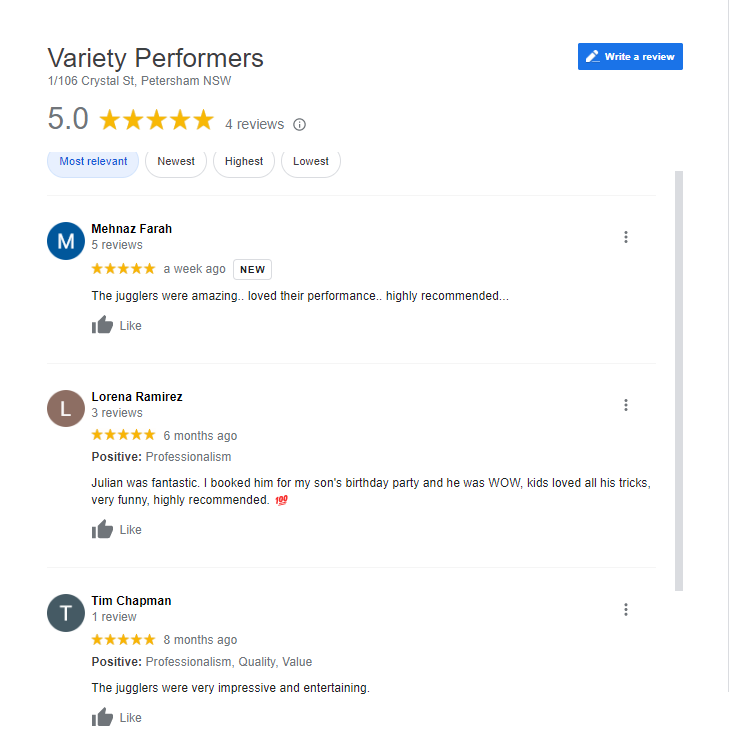 Variety Performers
Write a review
1/106 Crystal St, Petersham NSW
5.0 4 reviews
Most relevant Newest Highest Lowest
M
Mehnaz Farah
5 reviews
a week ago NEW
The jugglers were amazing.. loved their performance.. highly recommended...
Like
L
Lorena Ramirez
3 reviews
6 months ago
Positive: Professionalism
Julian was fantastic. I booked him for my son's birthday party and he was WOW, kids loved all his tricks,
very funny, highly recommended. 💯
Like
T
Tim Chapman
1 review
8 months ago
Positive: Professionalism, Quality, Value
The jugglers were very impressive and entertaining.
Like